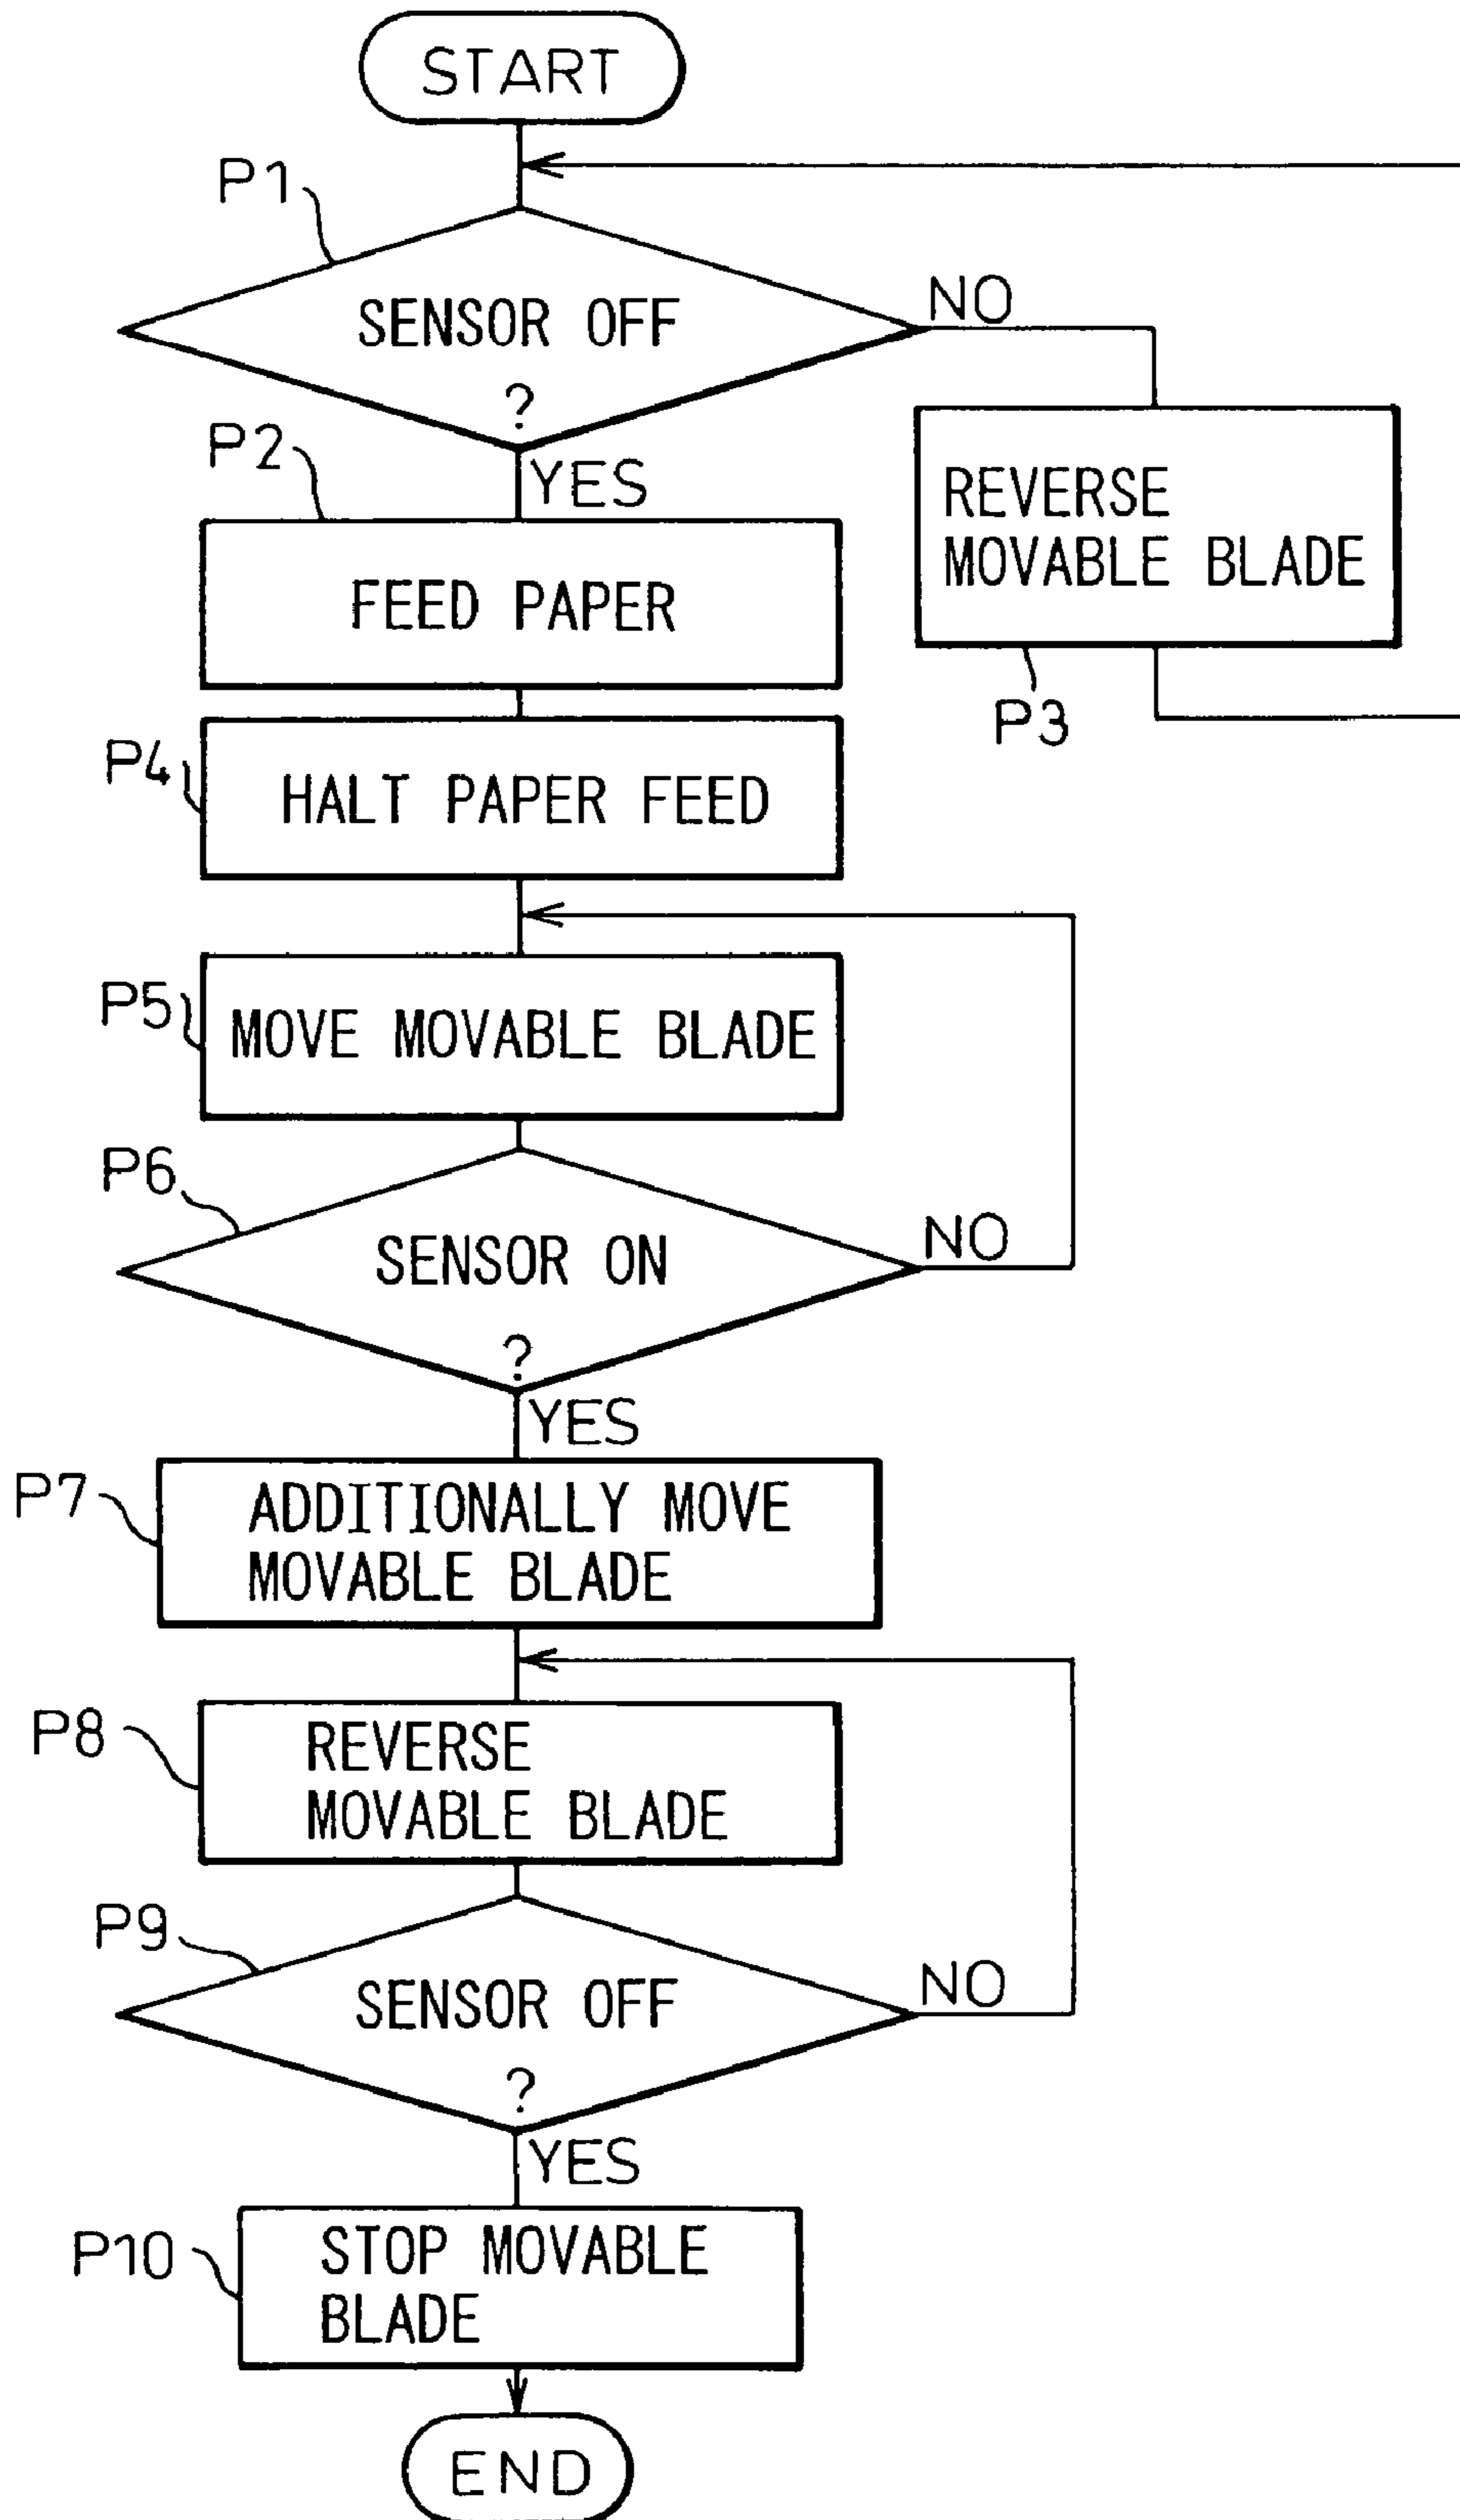 START
P1
SENSOR OFF
?
NO
YES
P2
FEED PAPER
REVERSE
MOVABLE BLADE
P3
P4
HALT PAPER FEED
P5
MOVE MOVABLE BLADE
P6
SENSOR ON
?
NO
YES
P7
ADDITIONALLY MOVE
MOVABLE BLADE
P8
REVERSE
MOVABLE BLADE
P9
SENSOR OFF
?
NO
YES
P10
STOP MOVABLE
BLADE
END